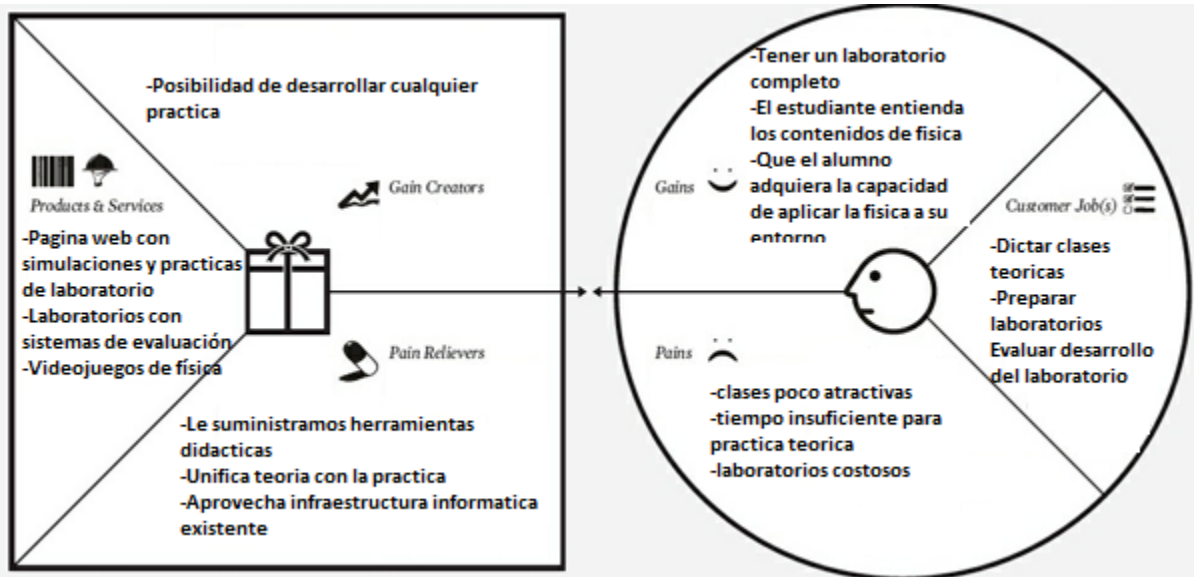 -Posibilidad de desarrollar cualquier
practica
Products & Services
Gain Creators
-Pagina web con
simulaciones y practicas
de laboratorio
-Laboratorios con
sistemas de evaluación
-Videojuegos de física
Pain Relievers
-Le suministramos herramientas
didacticas
-Unifica teoria con la practica
-Aprovecha infraestructura informatica
existente
-Tener un laboratorio
completo
-El estudiante entienda
los contenidos de fisica
-Que el alumno
adquiera la capacidad
de aplicar la fisica a su
entorno
Gains
Customer Job(s)
-Dictar clases
teoricas
-Preparar
laboratorios
Evaluar desarrollo
del laboratorio
Pains
-clases poco atractivas
-tiempo insuficiente para
practica teorica
-laboratorios costosos